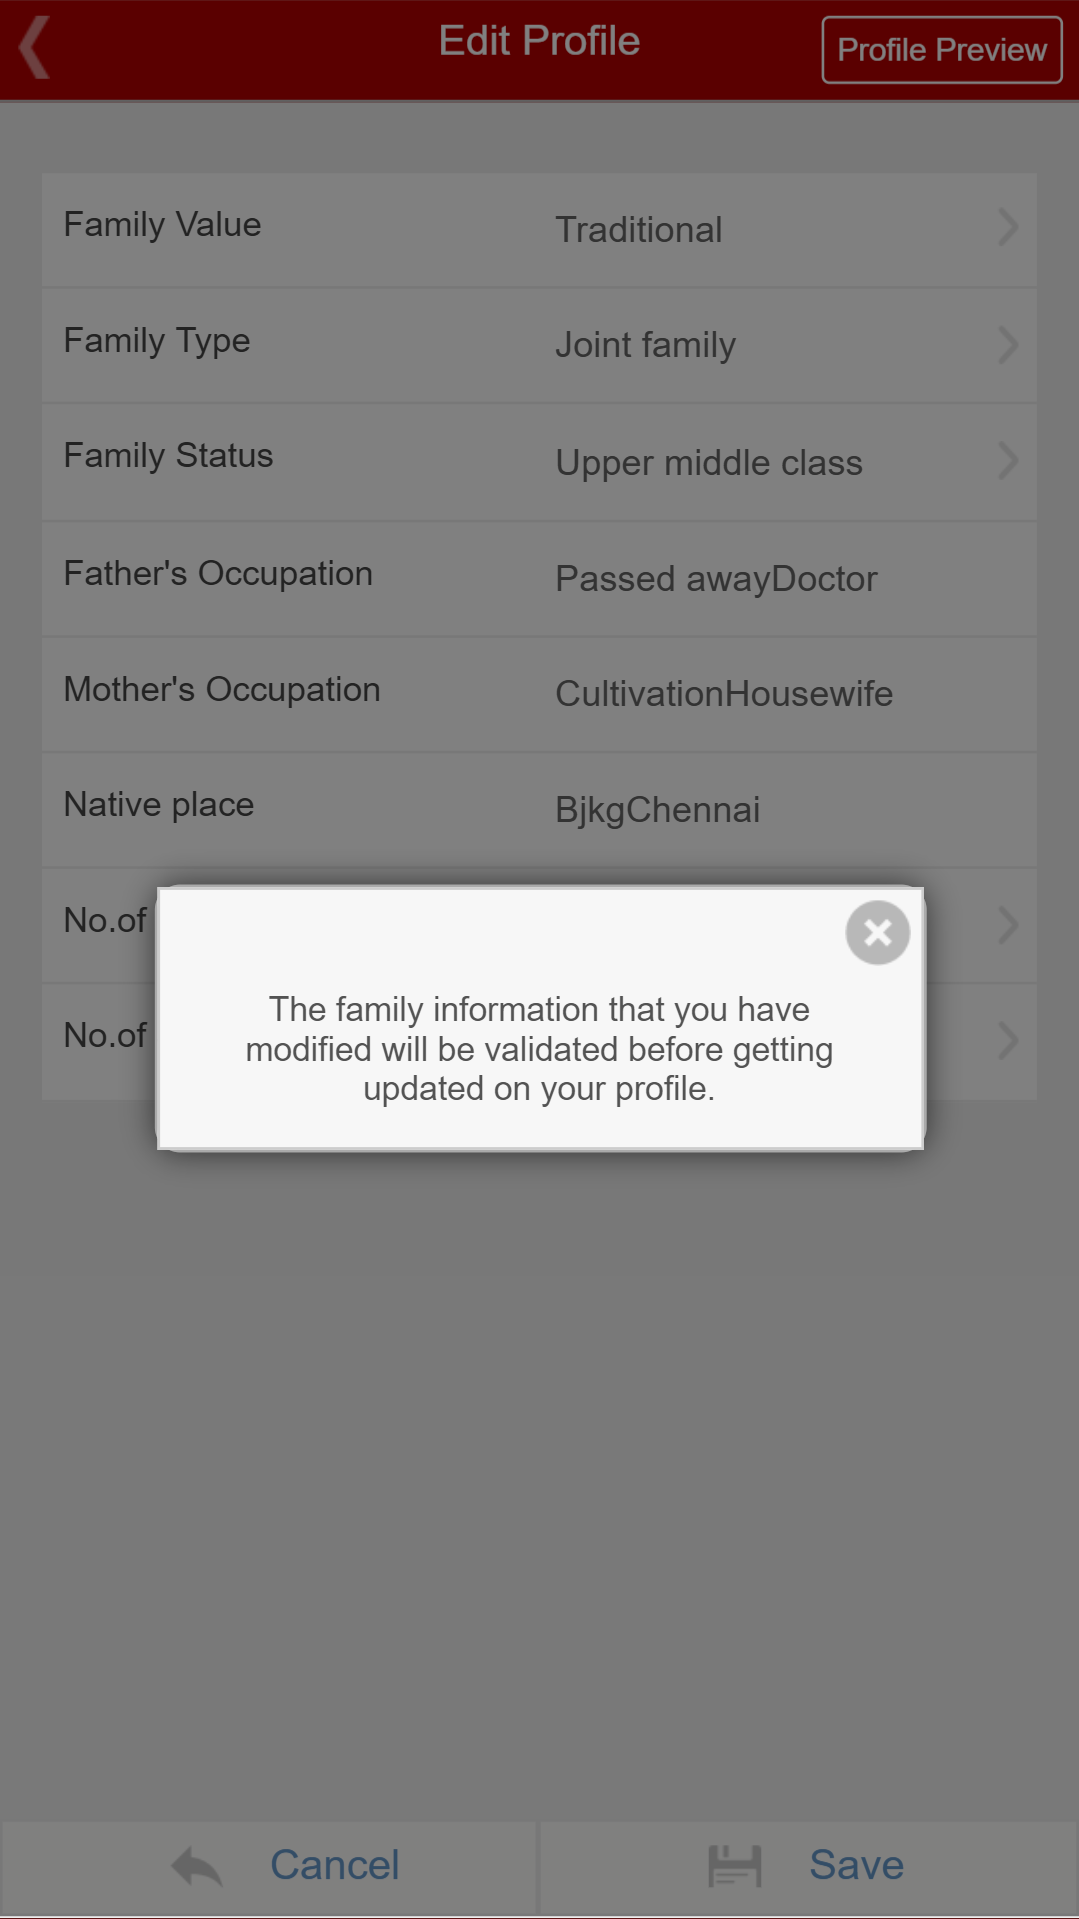 Edit Profile
Profile Preview
Family Value
Traditional
Family Type
Joint family
Family Status
Upper middle class
Father's Occupation
Passed awayDoctor
Mother's Occupation
CultivationHousewife
Native place
BjkgChennai
No.of
No.of
The family information that you have
modified will be validated before getting
updated on your profile.
Cancel
Save